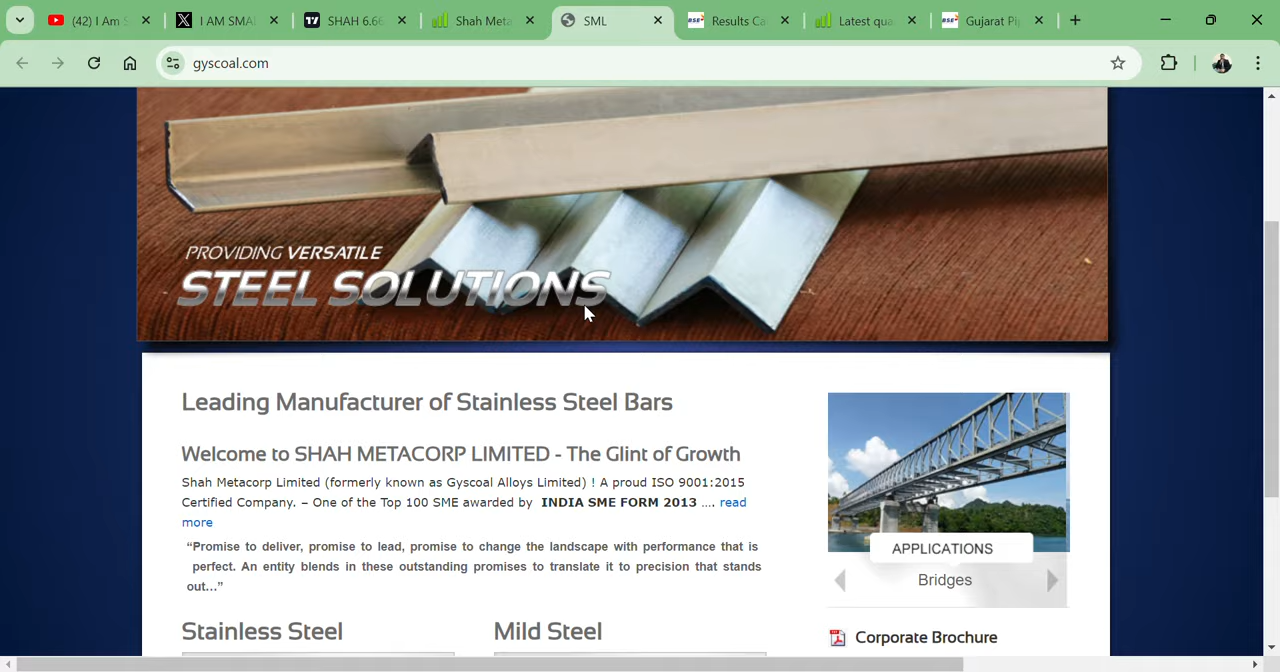 (42) I Am S
I AM SMA
SHAH 6.66
Shah Meta
SML
BSE
Results Ca
Latest qua
BSE
Gujarat Pi
gyscoal.com
PROVIDING VERSATILE
STEEL SOLUTIONS
Leading Manufacturer of Stainless Steel Bars
Welcome to SHAH METACORP LIMITED - The Glint of Growth
Shah Metacorp Limited (formerly known as Gyscoal Alloys Limited) ! A proud ISO 9001:2015
Certified Company. – One of the Top 100 SME awarded by INDIA SME FORM 2013 .... read
more
“Promise to deliver, promise to lead, promise to change the landscape with performance that is
perfect. An entity blends in these outstanding promises to translate it to precision that stands
out...”
Stainless Steel
Mild Steel
APPLICATIONS
Bridges
Corporate Brochure